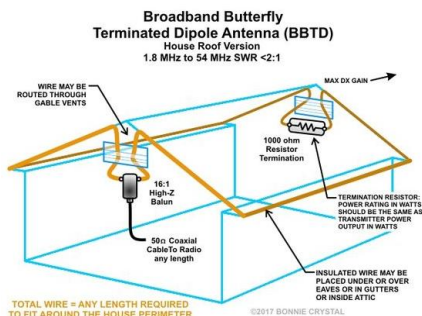 Broadband Butterfly
Terminated Dipole Antenna (BBTD)
House Roof Version
1.8 MHz to 54 MHz SWR <2:1
MAX DX GAIN
WIRE MAY BE
ROUTED THROUGH
GABLE VENTS
1000 ohm
Resistor
Termination
16:1
High-Z
Balun
TERMINATION RESISTOR:
POWER RATING IN WATTS
SHOULD BE THE SAME AS
TRANSMITTER POWER
OUTPUT IN WATTS
50Ω Coaxial
CableTo Radio
any length
INSULATED WIRE MAY BE
PLACED UNDER OR OVER
EAVES OR IN GUTTERS
OR INSIDE ATTIC
TOTAL WIRE = ANY LENGTH REQUIRED
TO FIT AROUND THE HOUSE PERIMETER
©2017 BONNIE CRYSTAL